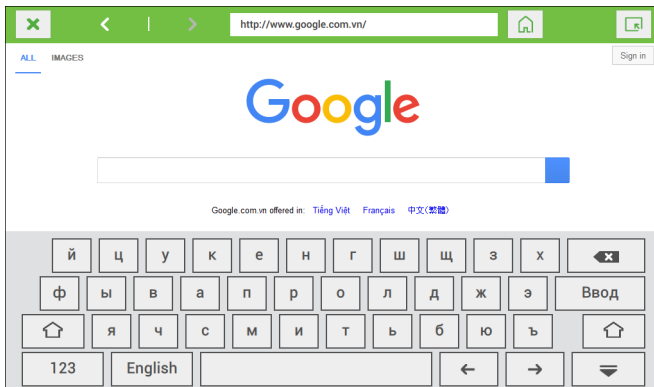 http://www.google.com.vn/
ALL IMAGES Sign in
Google
Google.com.vn offered in: Tiếng Việt Français 中文(繁體)
й ц у к е н г ш щ з х
ф ы в а п р о л д ж э Ввод
я ч с м и т ь б ю ъ
123 English